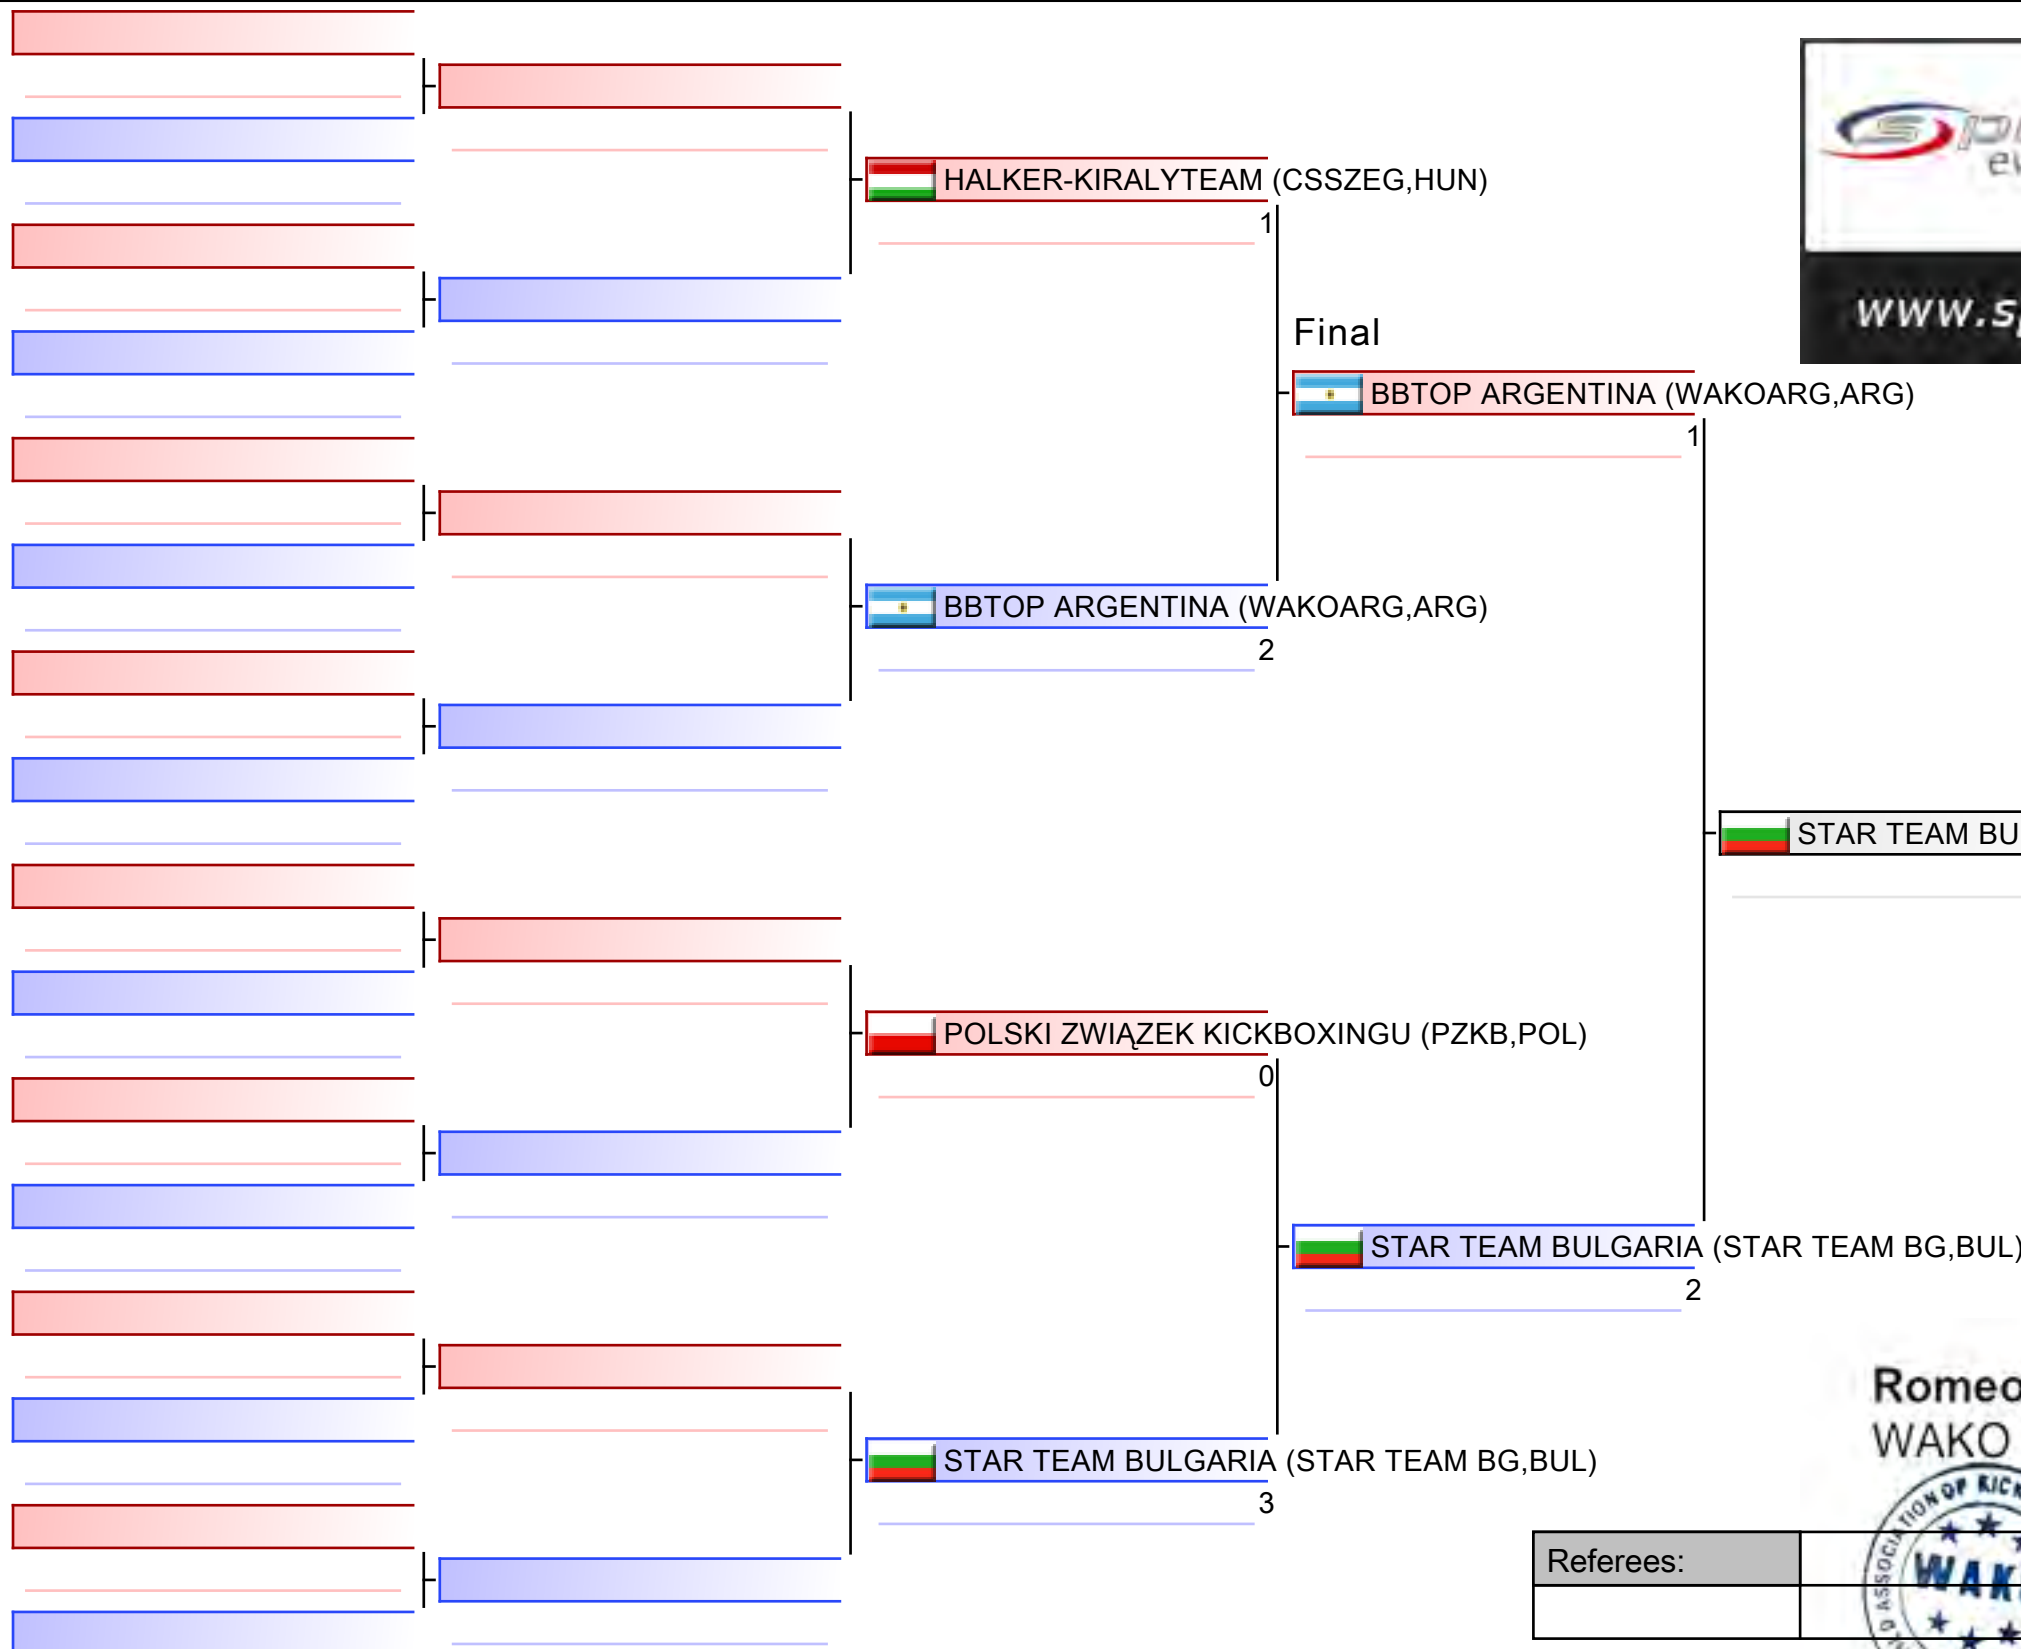 HALKER-KIRALYTEAM (CSSZEG,HUN)
1
www.s
Final
BBTOP ARGENTINA (WAKOARG,ARG)
1
BBTOP ARGENTINA (WAKOARG,ARG)
2
STAR TEAM BU
POLSKI ZWIĄZEK KICKBOXINGU (PZKB,POL)
0
STAR TEAM BULGARIA (STAR TEAM BG,BUL)
2
Romeo
WAKO
STAR TEAM BULGARIA (STAR TEAM BG,BUL)
3
Referees: